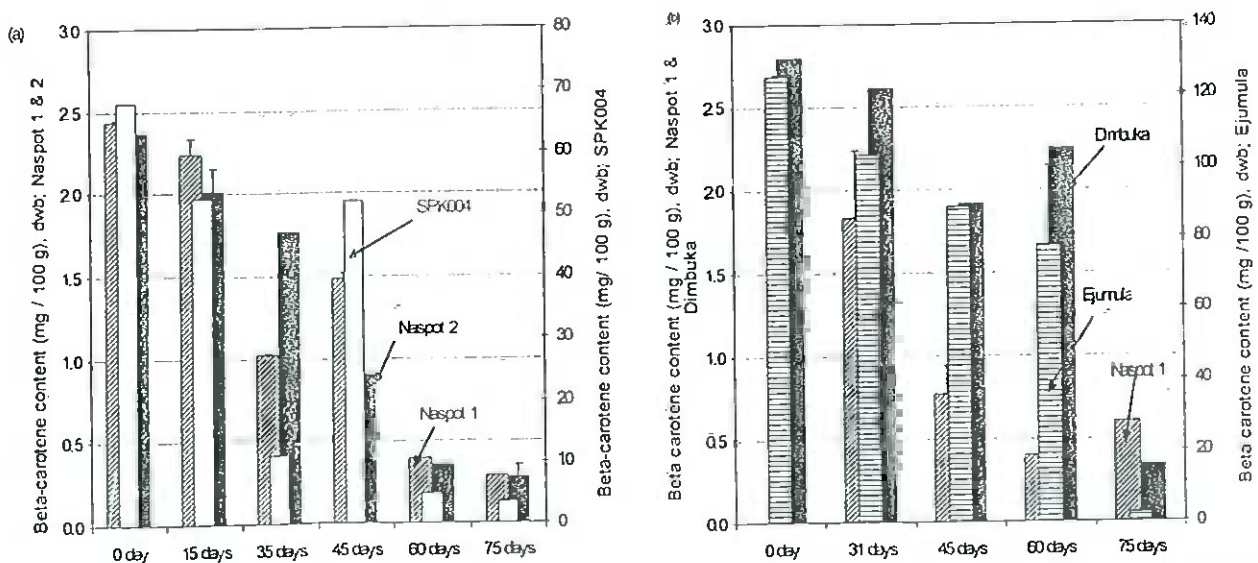 (a)
Beta-carotene content (mg / 100 g), dwb; Naspot 1 & 2
3.0
2.5
2.0
1.5
1.0
0.5
0.0
80
70
60
50
40
30
20
10
0
Beta-carotene content (mg/ 100 g), dwb; SPK004
SPK004
Naspot 2
Naspot 1
0 day
15 days
35 days
45 days
60 days
75 days
Beta carotene content (mg /100 g), dwb; Naspot 1 &
Dimbuka
3.0
2.5
2.0
1.5
1.0
0.5
0.0
140
120
100
80
60
40
20
0
Beta carotene content (mg /100 g), dwb; Ejumula
Dimbuka
Ejumula
Naspot 1
0 day
31 days
45 days
60 days
75 days